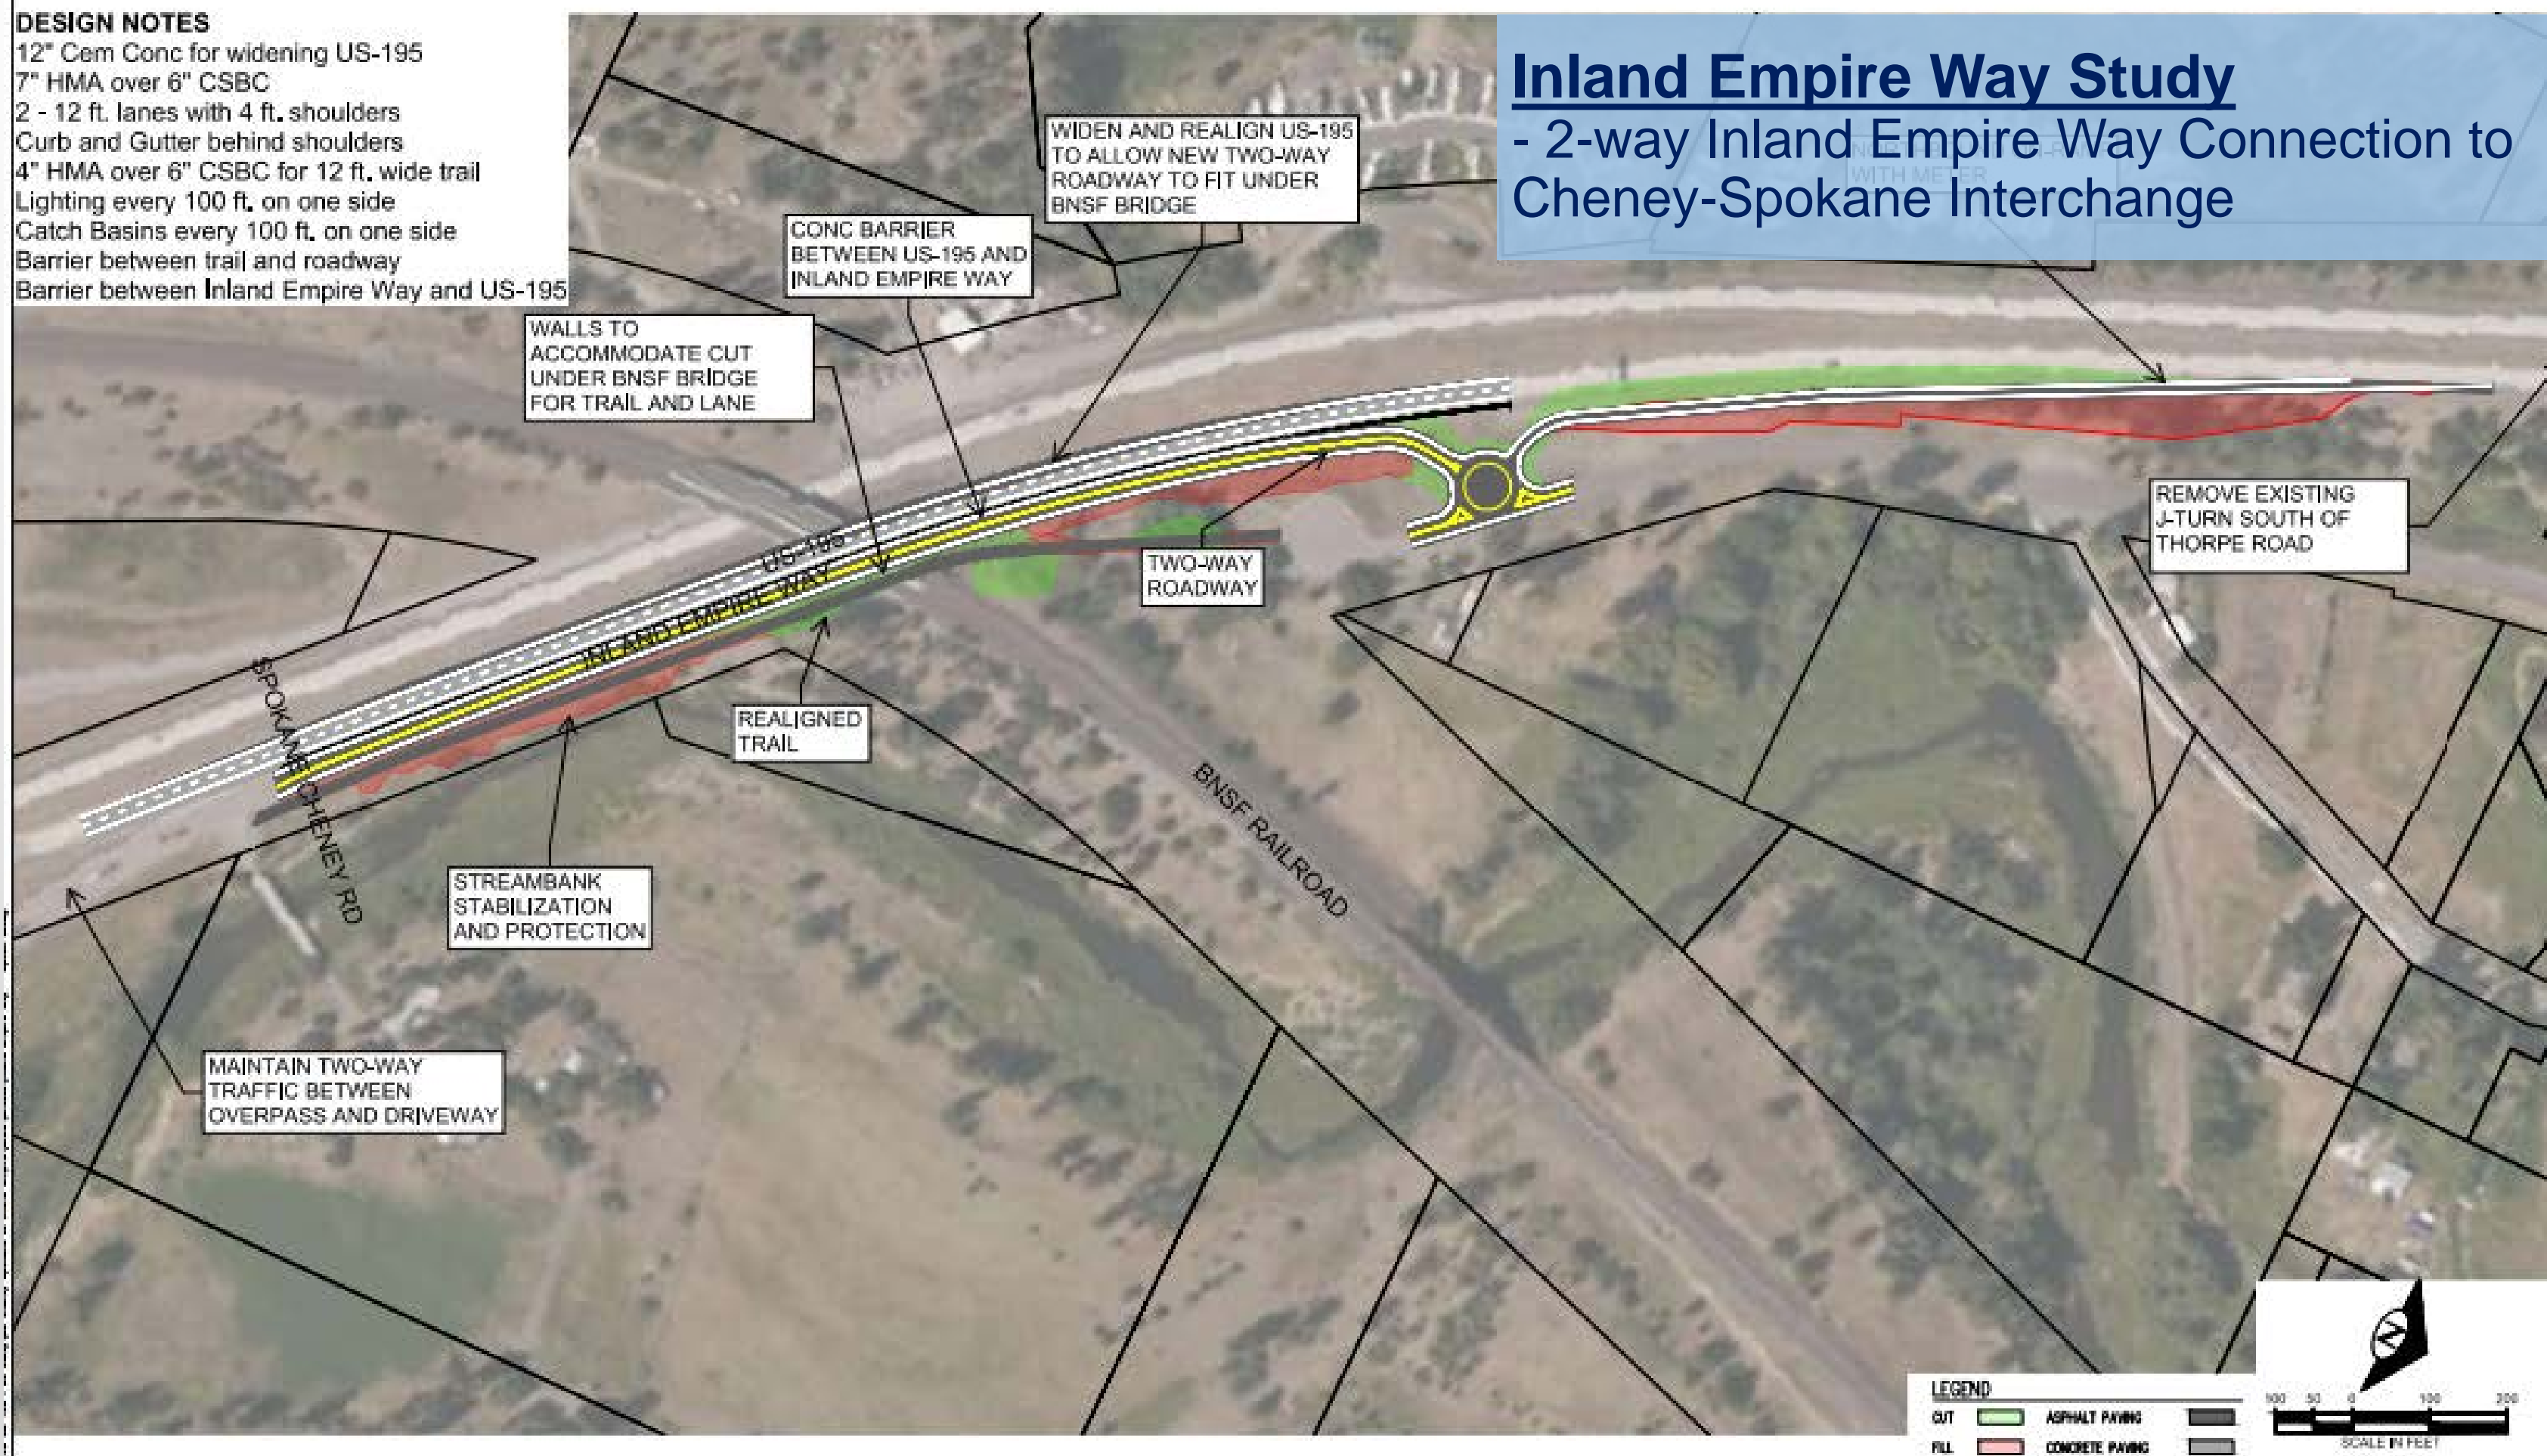 DESIGN NOTES
12" Cem Conc for widening US-195
7" HMA over 6" CSBC
2 - 12 ft. lanes with 4 ft. shoulders
Curb and Gutter behind shoulders
4" HMA over 6" CSBC for 12 ft. wide trail
Lighting every 100 ft. on one side
Catch Basins every 100 ft. on one side
Barrier between trail and roadway
Barrier between Inland Empire Way and US-195
Inland Empire Way Study
- 2-way Inland Empire Way Connection to
Cheney-Spokane Interchange
WITH METER
WIDEN AND REALIGN US-195
TO ALLOW NEW TWO-WAY
ROADWAY TO FIT UNDER
BNSF BRIDGE
CONC BARRIER
BETWEEN US-195 AND
INLAND EMPIRE WAY
WALLS TO
ACCOMMODATE CUT
UNDER BNSF BRIDGE
FOR TRAIL AND LANE
REMOVE EXISTING
J-TURN SOUTH OF
THORPE ROAD
TWO-WAY
ROADWAY
US-195
INLAND EMPIRE WAY
SPOKANE CHENEY RD
REALIGNED
TRAIL
BNSF RAILROAD
STREAMBANK
STABILIZATION
AND PROTECTION
MAINTAIN TWO-WAY
TRAFFIC BETWEEN
OVERPASS AND DRIVEWAY
N
LEGEND
CUT ASPHALT PAVING
FILL CONCRETE PAVING
100 50 0 100 200
SCALE IN FEET